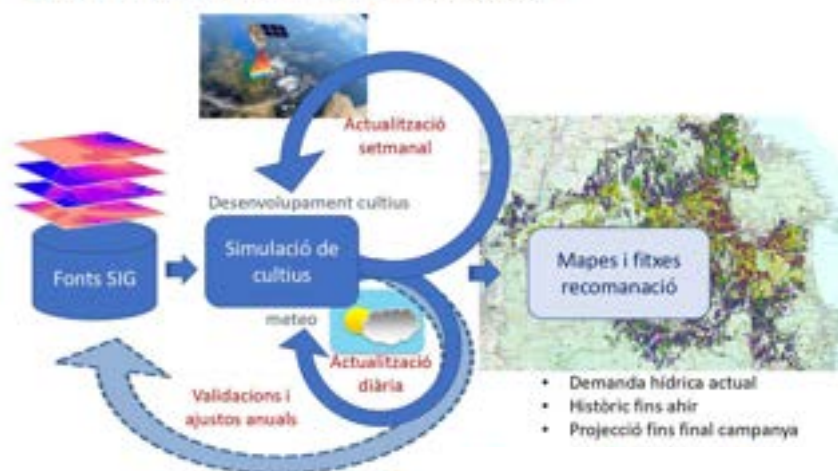 Actualització
setmanal
Desenvolupament cultius
Fonts SIG
Simulació de
cultius
Mapes i fitxes
recomanació
meteo
Actualització
diària
Validacions i
ajustos anuals
• Demanda hídrica actual
• Històric fins ahir
• Projecció fins final campanya